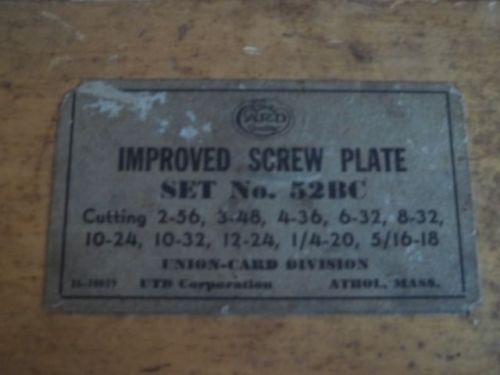 CARD
IMPROVED SCREW PLATE
SET No. 52BC
Cutting 2-56, 3-48, 4-36, 6-32, 8-32,
10-24, 10-32, 12-24, 1/4-20, 5/16-18
UNION-CARD DIVISION
UTD Corporation ATHOL, MASS.